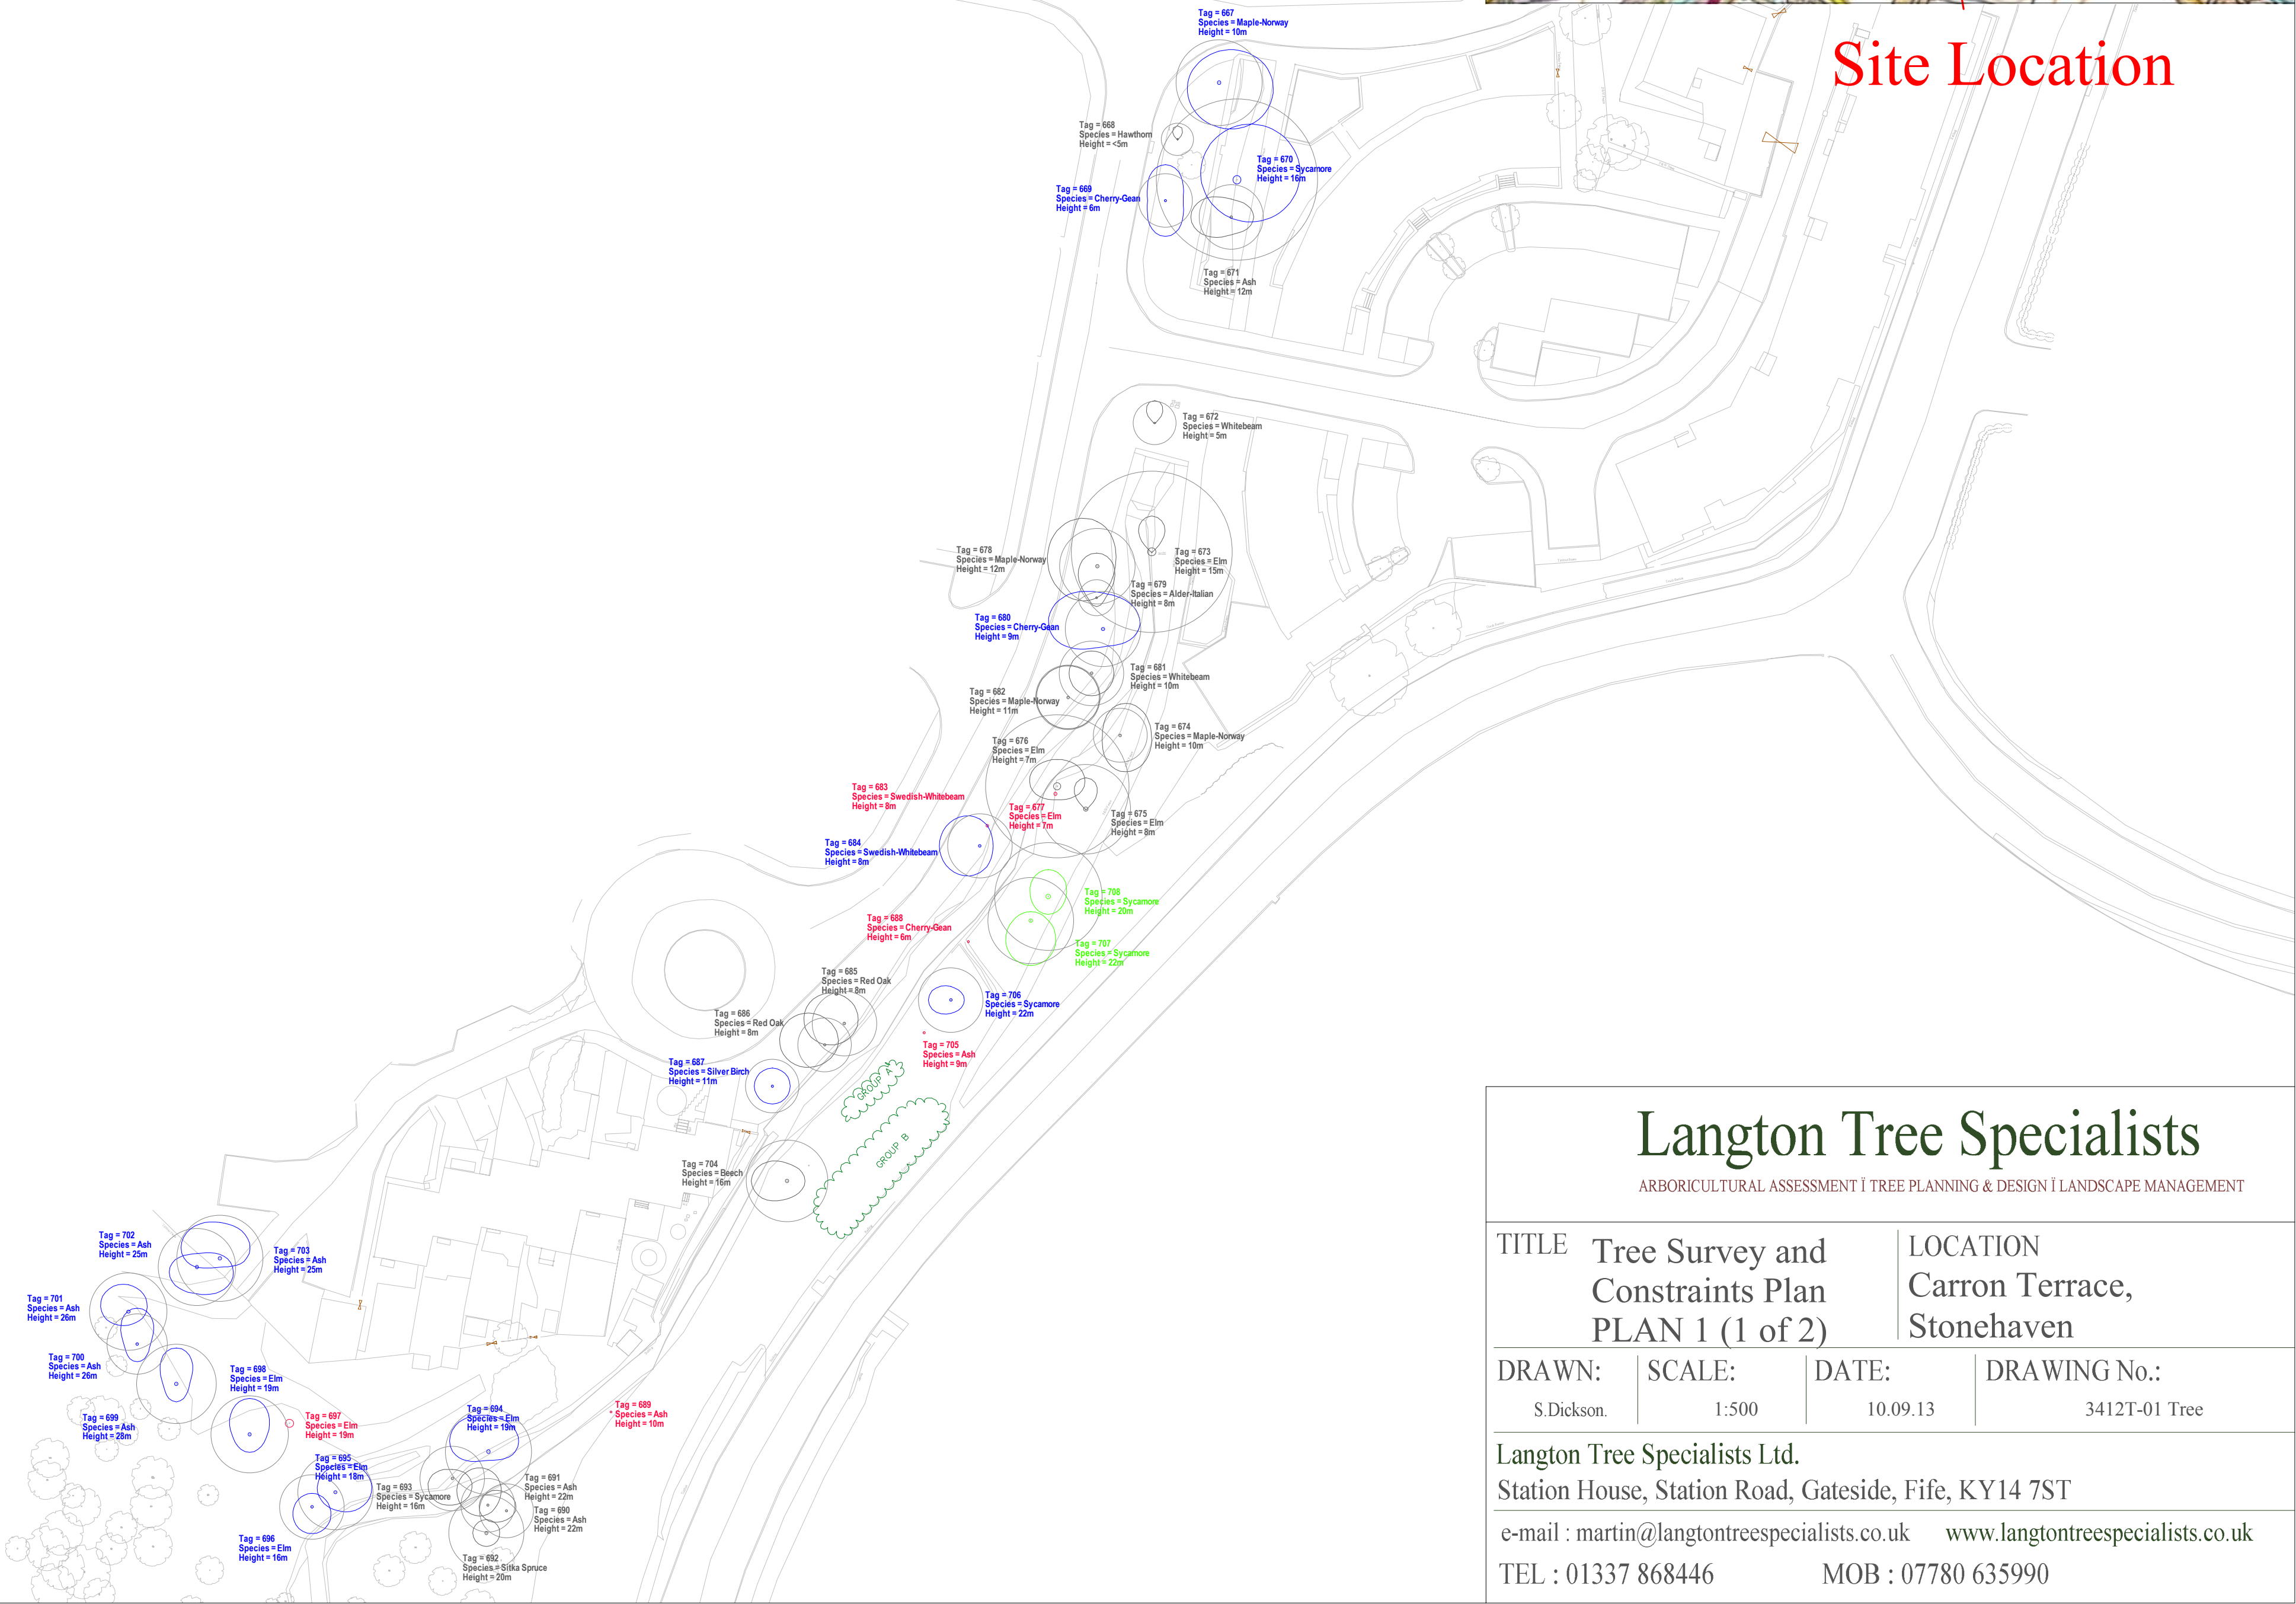 Site Location
Tag = 667
Species = Maple-Norway
Height = 10m
Tag = 668
Species = Hawthorn
Height = <5m
Tag = 670
Species = Sycamore
Height = 16m
Tag = 669
Species = Cherry-Gean
Height = 6m
Tag = 671
Species = Ash
Height = 12m
Tag = 672
Species = Whitebeam
Height = 5m
Tag = 678
Species = Maple-Norway
Height = 12m
Tag = 673
Species = Elm
Height = 15m
Tag = 679
Species = Alder-Italian
Height = 8m
Tag = 680
Species = Cherry-Gean
Height = 9m
Tag = 681
Species = Whitebeam
Height = 10m
Tag = 682
Species = Maple-Norway
Height = 11m
Tag = 674
Species = Maple-Norway
Height = 10m
Tag = 676
Species = Elm
Height = 7m
Tag = 683
Species = Swedish-Whitebeam
Height = 8m
Tag = 677
Species = Elm
Height = 7m
Tag = 675
Species = Elm
Height = 8m
Tag = 684
Species = Swedish-Whitebeam
Height = 8m
Tag = 708
Species = Sycamore
Height = 20m
Tag = 688
Species = Cherry-Gean
Height = 6m
Tag = 707
Species = Sycamore
Height = 22m
Tag = 685
Species = Red Oak
Height = 8m
Tag = 706
Species = Sycamore
Height = 22m
Tag = 686
Species = Red Oak
Height = 8m
Tag = 705
Species = Ash
Height = 9m
Tag = 687
Species = Silver Birch
Height = 11m
GROUP A
GROUP B
Tag = 704
Species = Beech
Height = 16m
Tag = 702
Species = Ash
Height = 25m
Tag = 703
Species = Ash
Height = 25m
Tag = 701
Species = Ash
Height = 26m
Tag = 700
Species = Ash
Height = 26m
Tag = 698
Species = Elm
Height = 19m
Tag = 699
Species = Ash
Height = 28m
Tag = 697
Species = Elm
Height = 19m
Tag = 694
Species = Elm
Height = 19m
Tag = 689
Species = Ash
Height = 10m
Tag = 695
Species = Elm
Height = 18m
Tag = 693
Species = Sycamore
Height = 16m
Tag = 691
Species = Ash
Height = 22m
Tag = 690
Species = Ash
Height = 22m
Tag = 696
Species = Elm
Height = 16m
Tag = 692
Species = Sitka Spruce
Height = 20m
Langton Tree Specialists
ARBORICULTURAL ASSESSMENT Ï TREE PLANNING & DESIGN Ï LANDSCAPE MANAGEMENT
TITLE Tree Survey and
Constraints Plan
PLAN 1 (1 of 2)
LOCATION
Carron Terrace,
Stonehaven
DRAWN: SCALE: DATE: DRAWING No.:
S.Dickson. 1:500 10.09.13 3412T-01 Tree
Langton Tree Specialists Ltd.
Station House, Station Road, Gateside, Fife, KY14 7ST
e-mail : martin@langtontreespecialists.co.uk www.langtontreespecialists.co.uk
TEL : 01337 868446 MOB : 07780 635990